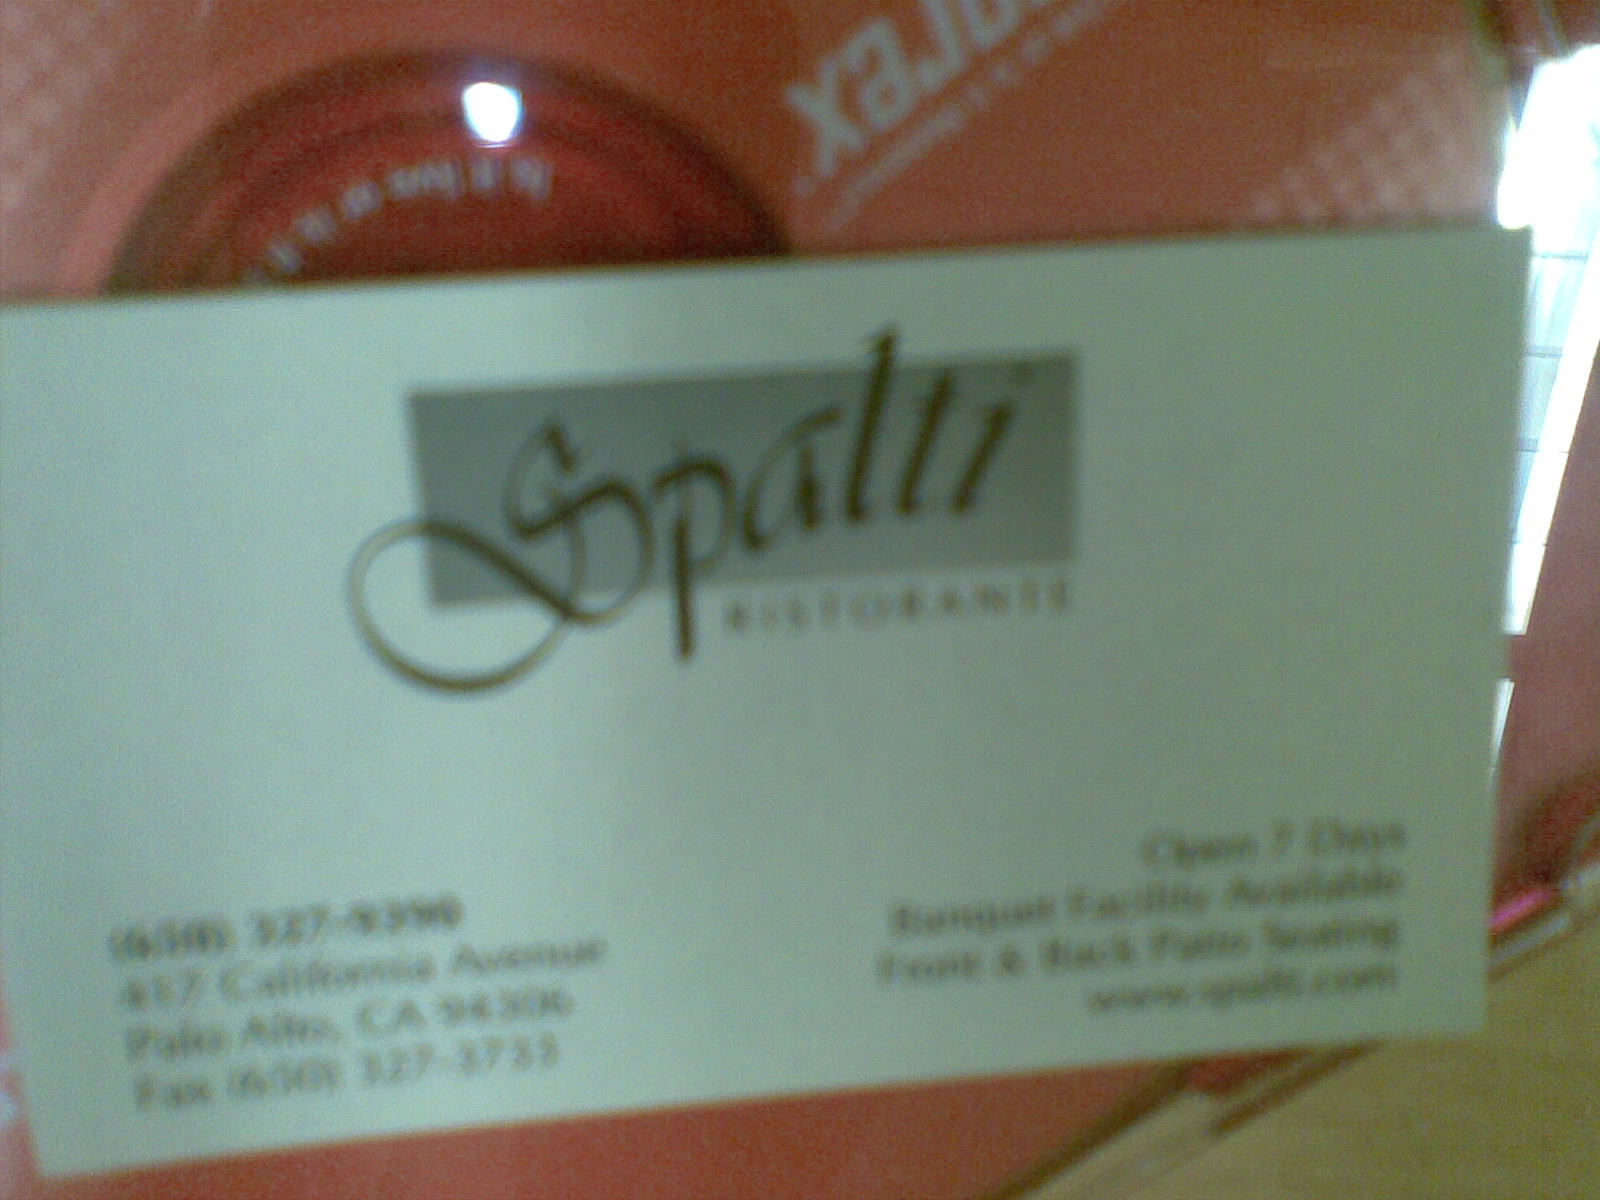 Spalti
RISTORANTE
(650) 327-9390
417 California Avenue
Palo Alto, CA 94306
Fax (650) 327-3733
Open 7 Days
Banquet Facility Available
Front & Back Patio Seating
www.spalti.com